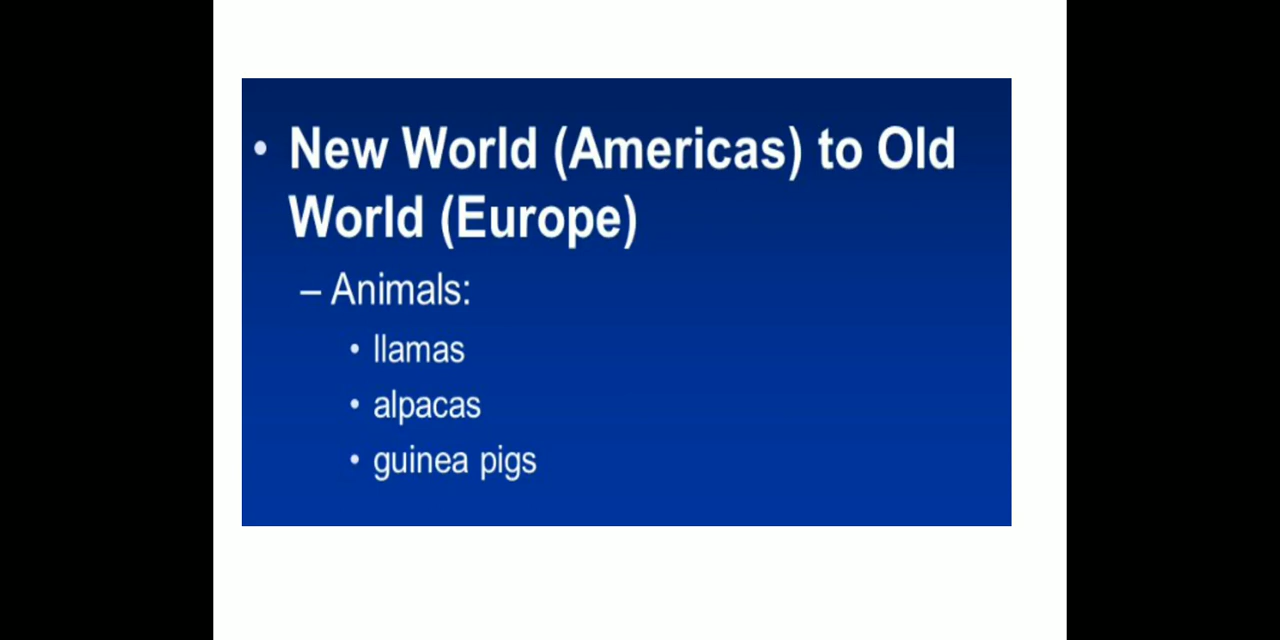 • New World (Americas) to Old
World (Europe)
– Animals:
• llamas
• alpacas
• guinea pigs